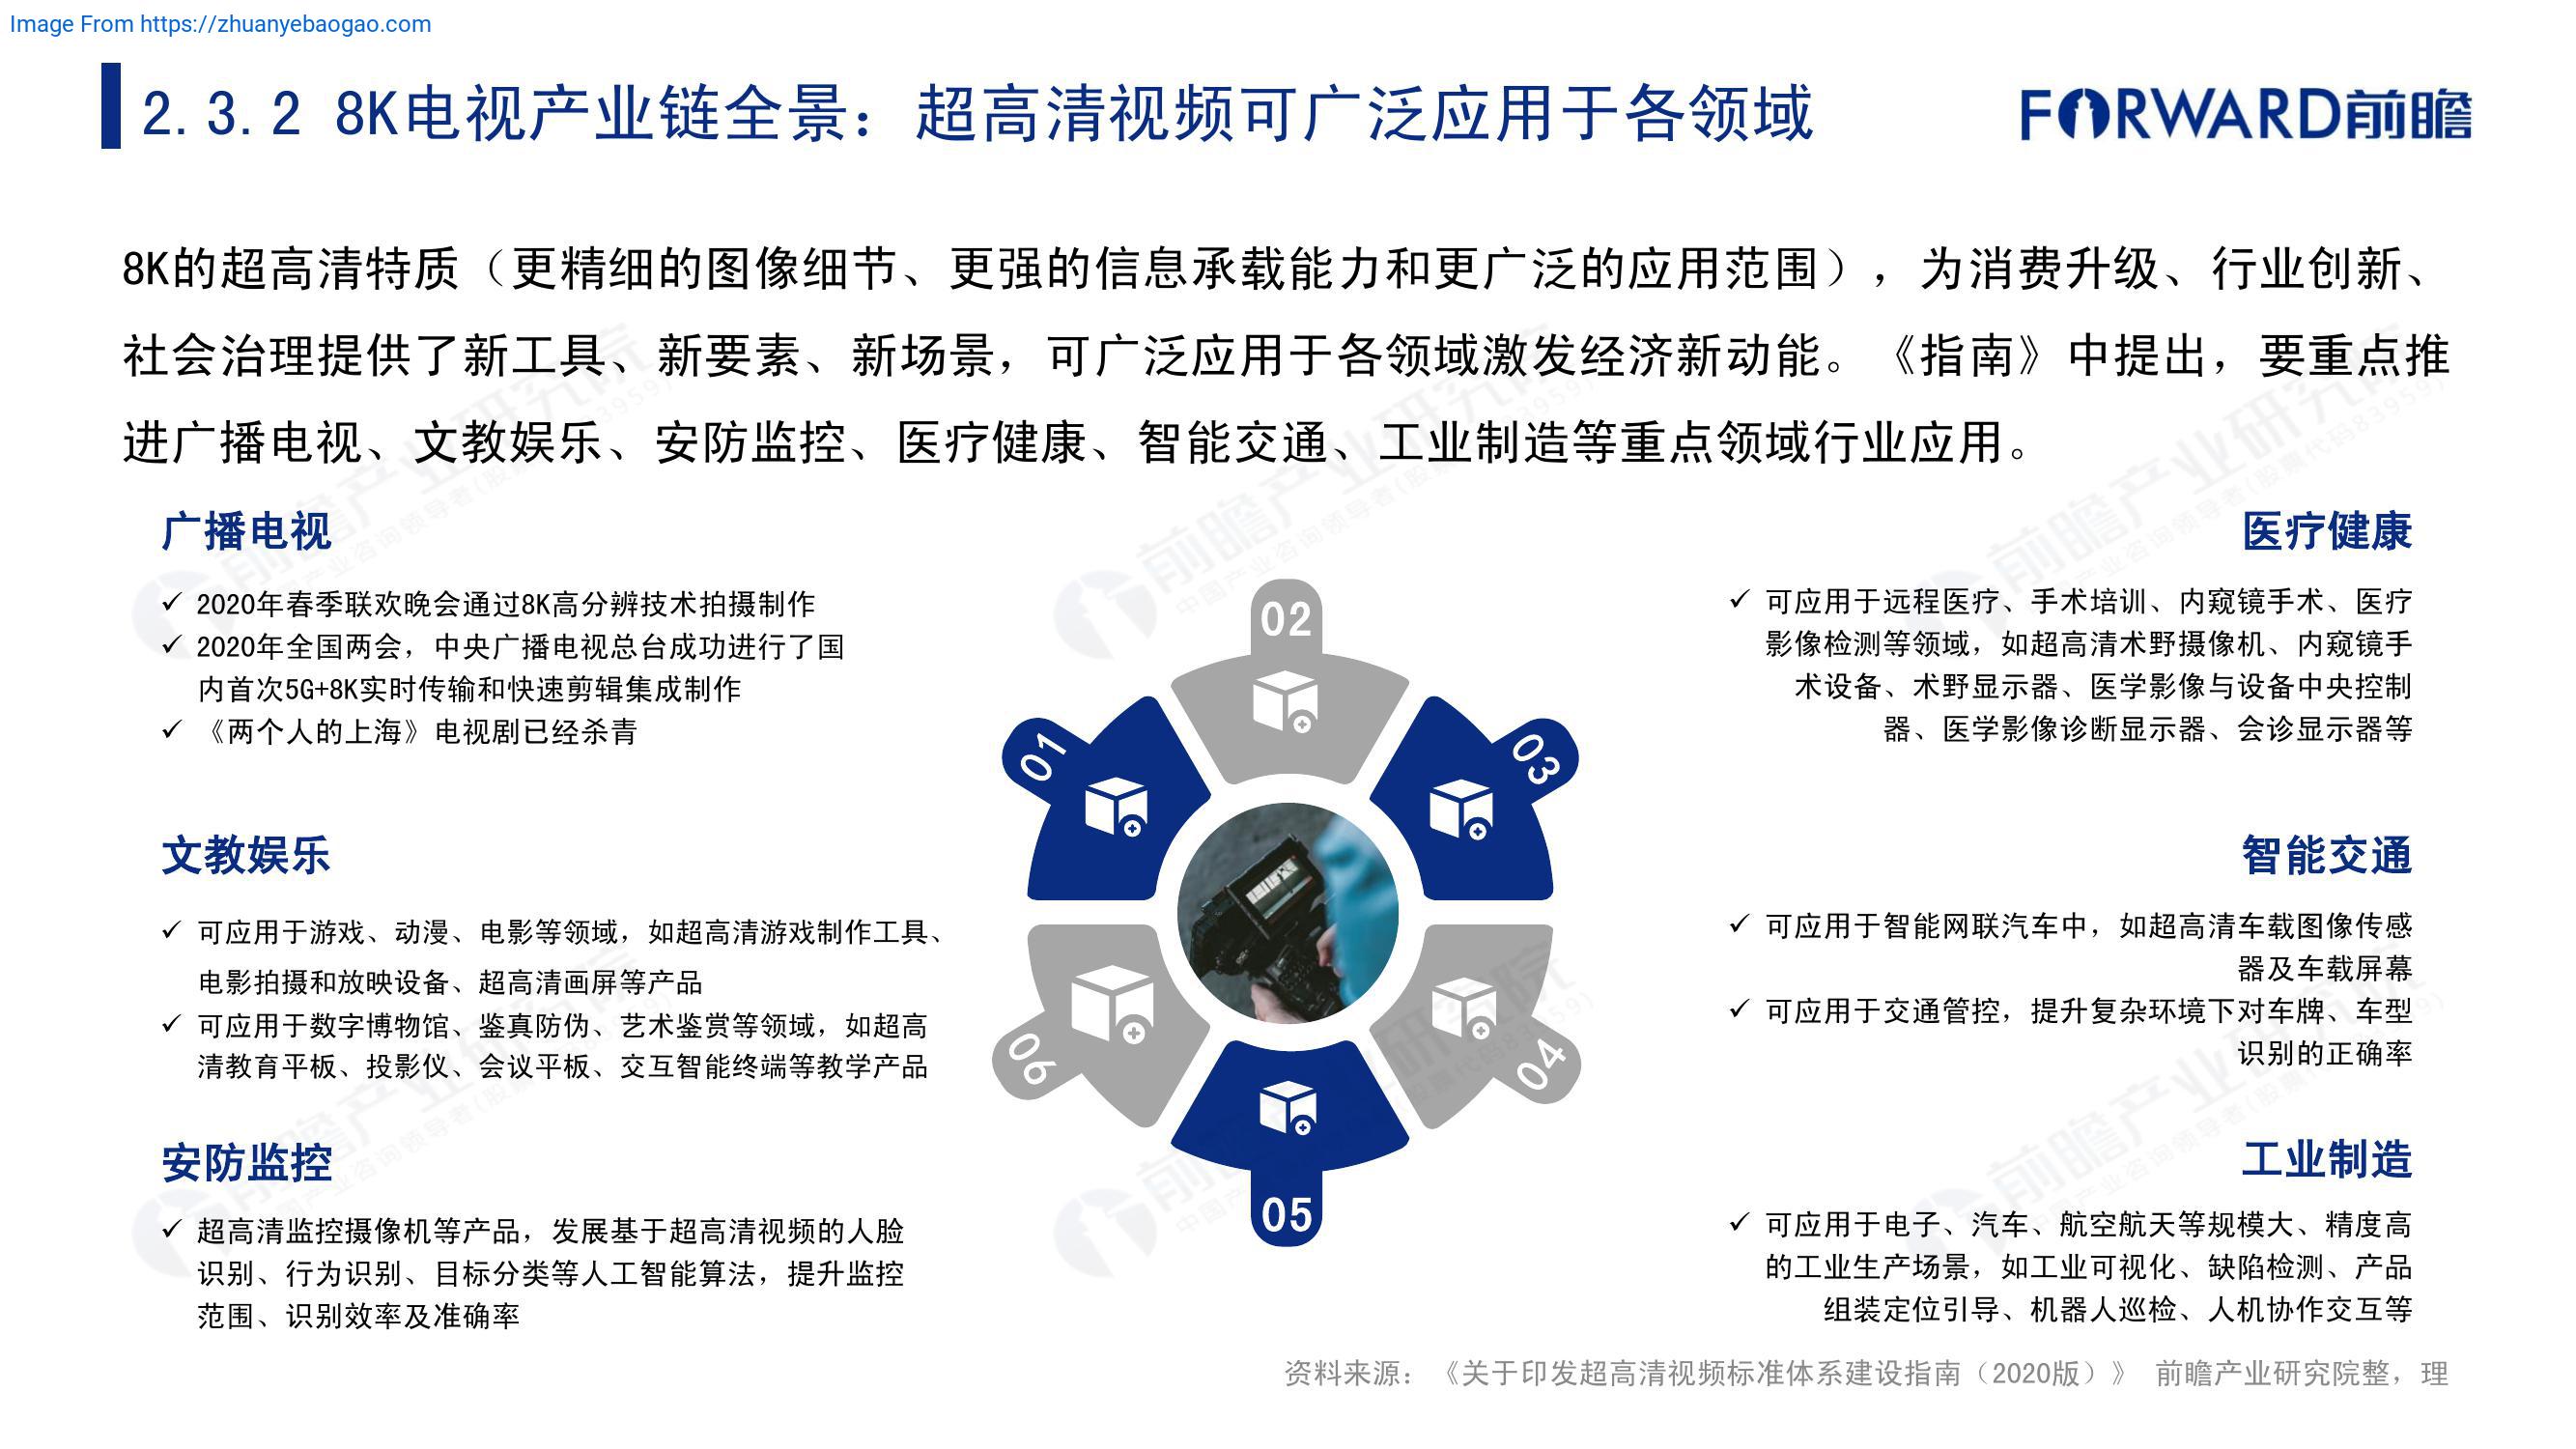 Image From https://zhuanyebaogao.com
2.3.2 8K电视产业链全景：超高清视频可广泛应用于各领域
FORWARD前瞻
8K的超高清特质（更精细的图像细节、更强的信息承载能力和更广泛的应用范围），为消费升级、行业创新、
社会治理提供了新工具、新要素、新场景，可广泛应用于各领域激发经济新动能。《指南》中提出，要重点推
进广播电视、文教娱乐、安防监控、医疗健康、智能交通、工业制造等重点领域行业应用。
广播电视
2020年春季联欢晚会通过8K高分辨技术拍摄制作
2020年全国两会，中央广播电视总台成功进行了国
内首次5G+8K实时传输和快速剪辑集成制作
《两个人的上海》电视剧已经杀青
文教娱乐
可应用于游戏、动漫、电影等领域，如超高清游戏制作工具、
电影拍摄和放映设备、超高清画屏等产品
可应用于数字博物馆、鉴真防伪、艺术鉴赏等领域，如超高
清教育平板、投影仪、会议平板、交互智能终端等教学产品
安防监控
超高清监控摄像机等产品，发展基于超高清视频的人脸
识别、行为识别、目标分类等人工智能算法，提升监控
范围、识别效率及准确率
01
02
03
04
05
06
医疗健康
可应用于远程医疗、手术培训、内窥镜手术、医疗
影像检测等领域，如超高清术野摄像机、内窥镜手
术设备、术野显示器、医学影像与设备中央控制
器、医学影像诊断显示器、会诊显示器等
智能交通
可应用于智能网联汽车中，如超高清车载图像传感
器及车载屏幕
可应用于交通管控，提升复杂环境下对车牌、车型
识别的正确率
工业制造
可应用于电子、汽车、航空航天等规模大、精度高
的工业生产场景，如工业可视化、缺陷检测、产品
组装定位引导、机器人巡检、人机协作交互等
资料来源：《关于印发超高清视频标准体系建设指南（2020版）》 前瞻产业研究院整，理
前瞻产业研究院
中国产业咨询领导者(股票代码839599)